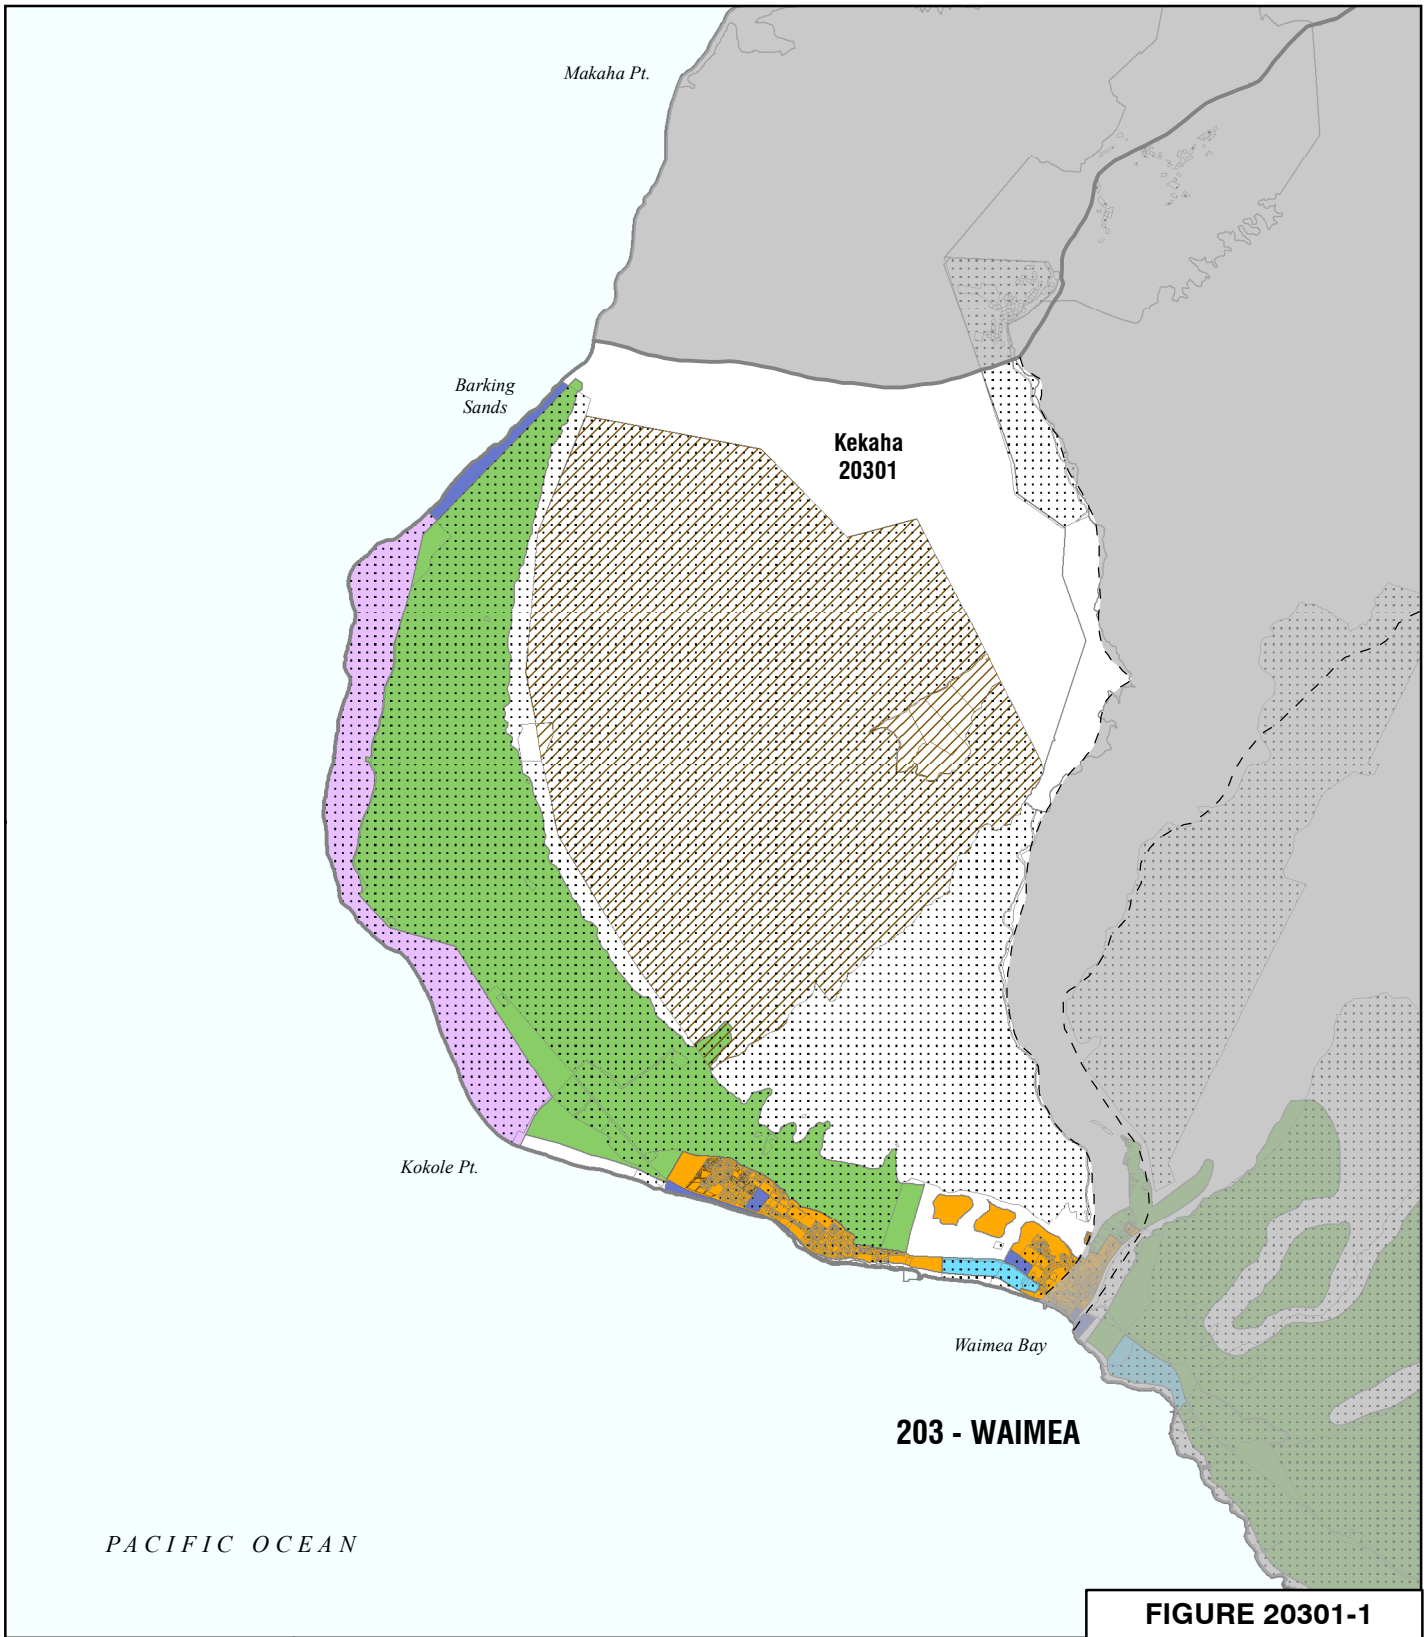 Makaha Pt.
Barking
Sands
Kekaha
20301
Kokole Pt.
Waimea Bay
203 - WAIMEA
PACIFIC OCEAN
FIGURE 20301-1